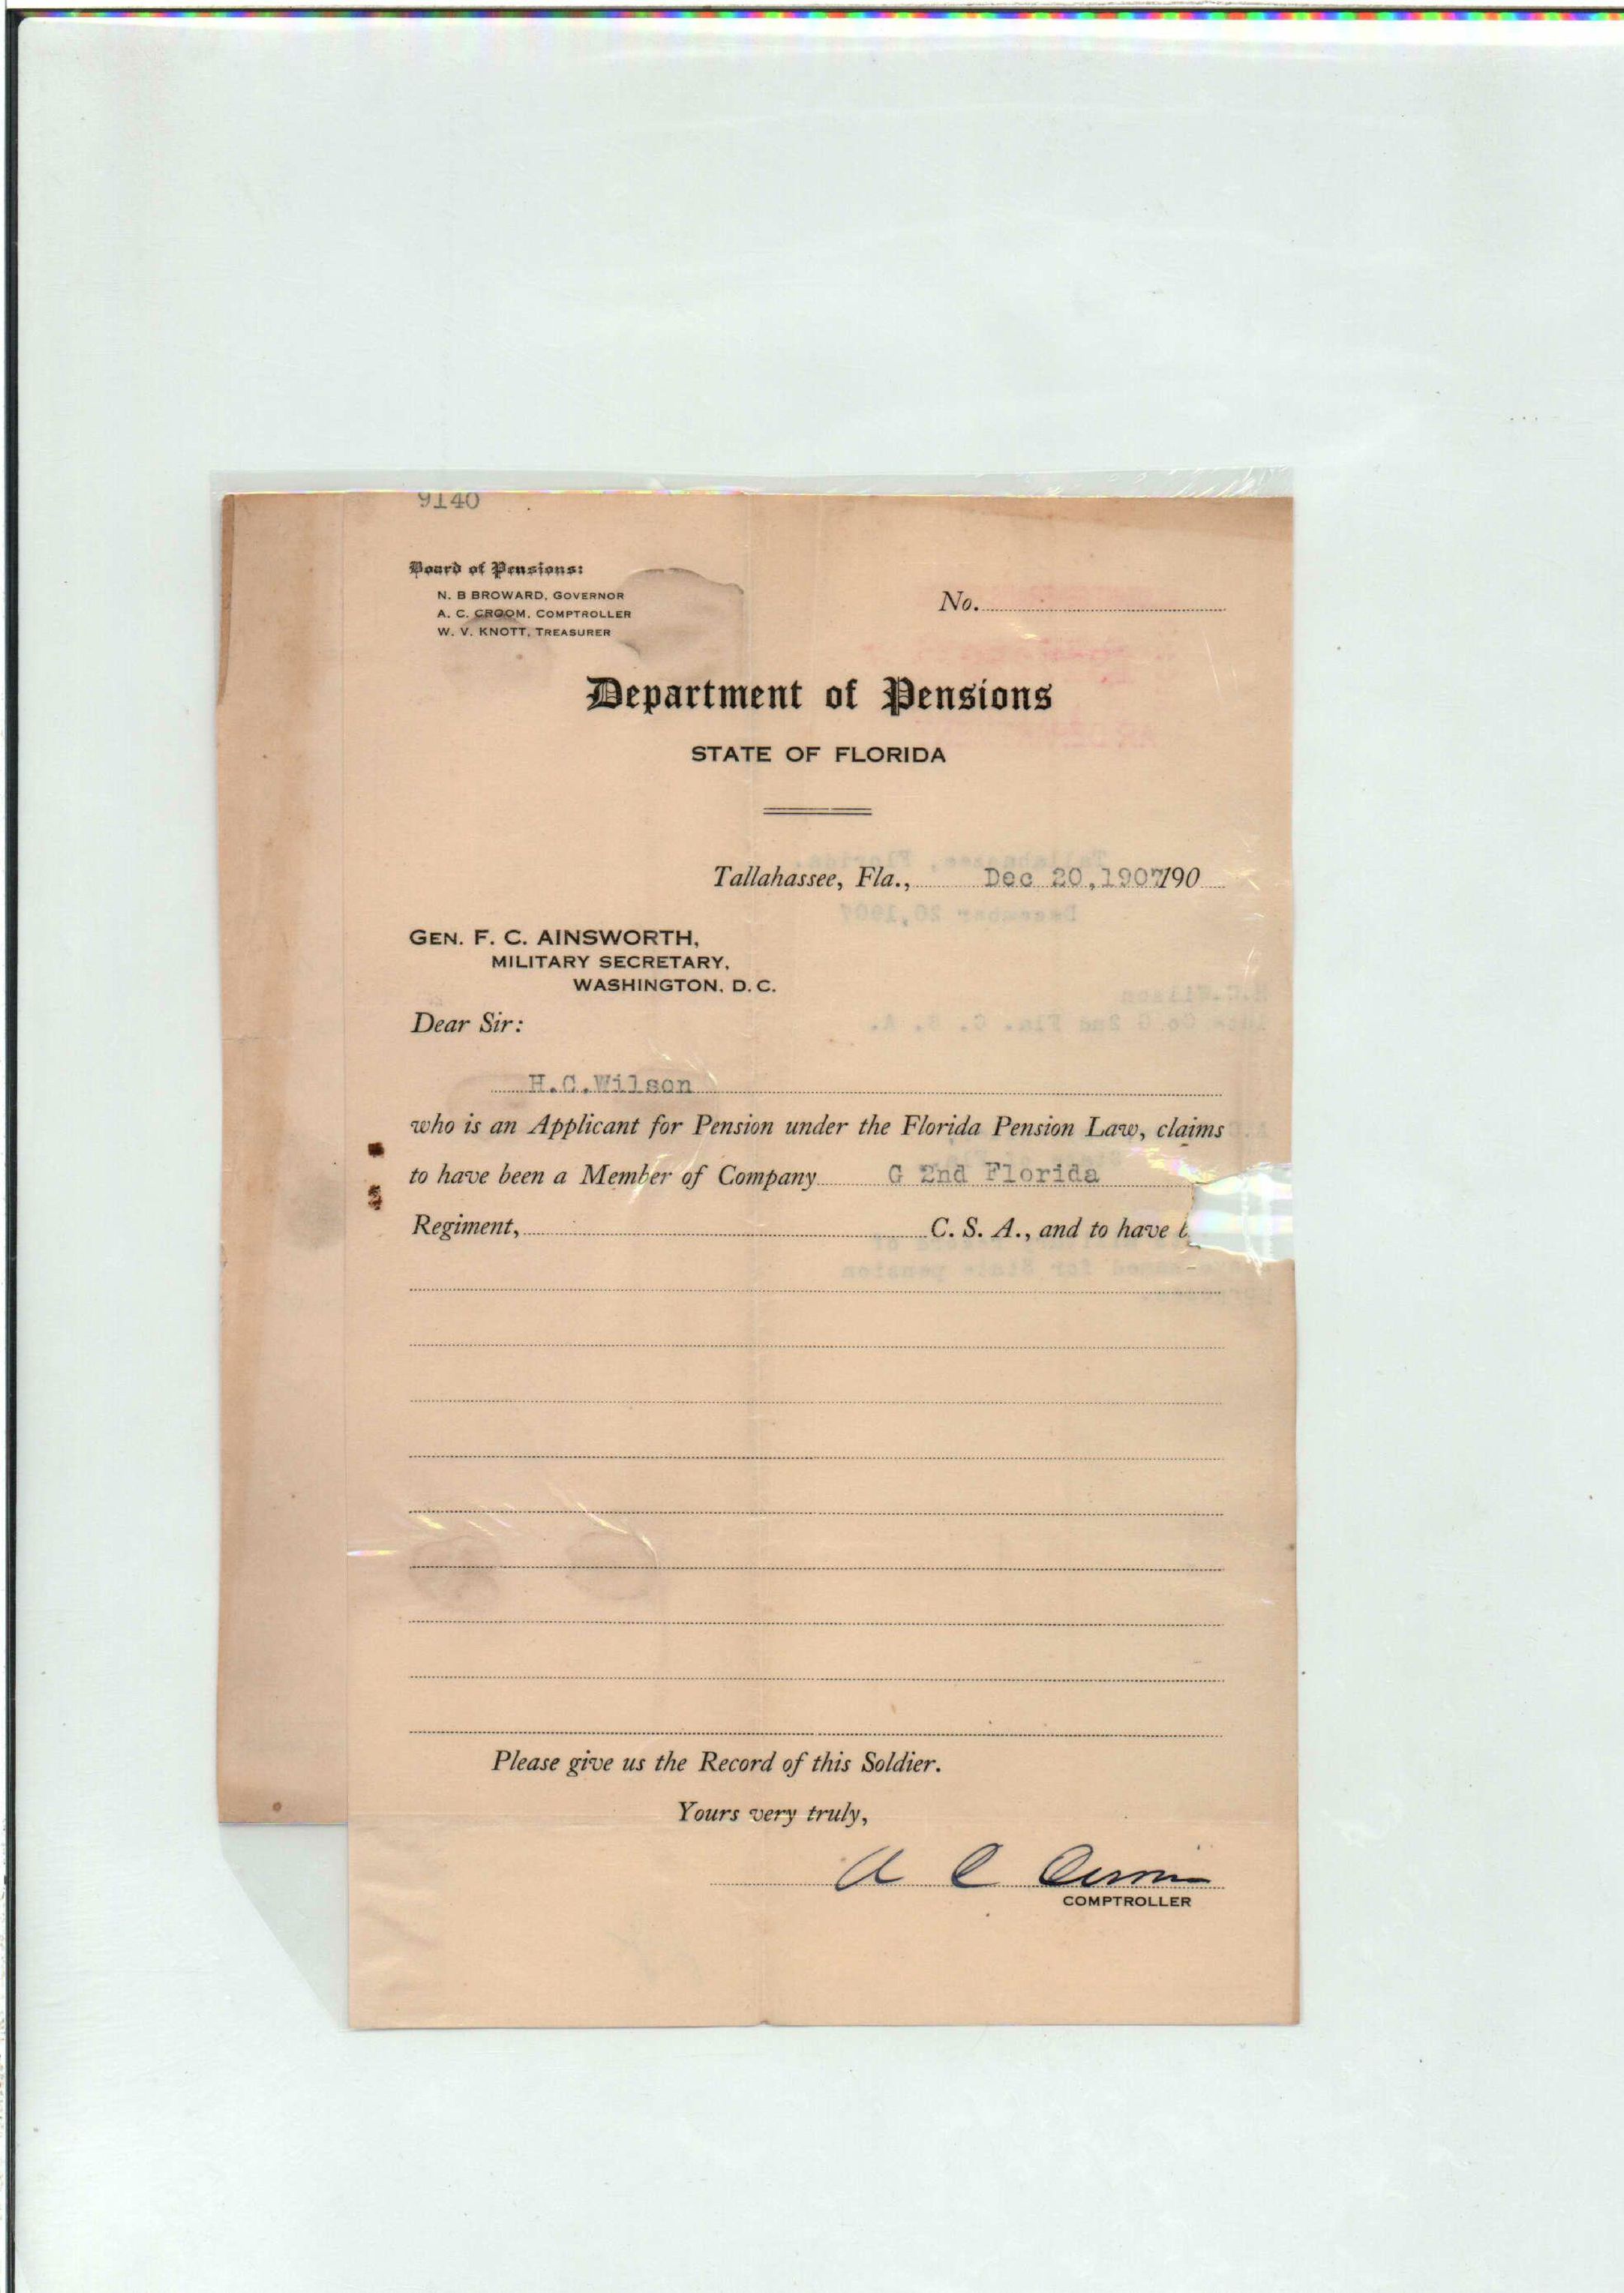 9140
Board of Pensions:
N. B BROWARD, GOVERNOR
A. C. CROOM, COMPTROLLER
W. V. KNOTT, TREASURER
No.
Department of Pensions
STATE OF FLORIDA
Tallahassee, Fla., Dec 20,1907190
GEN. F. C. AINSWORTH,
MILITARY SECRETARY,
WASHINGTON, D. C.
Dear Sir:
H.C.Wilson
who is an Applicant for Pension under the Florida Pension Law, claims
to have been a Member of Company G 2nd Florida
Regiment, C. S. A., and to have
Please give us the Record of this Soldier.
Yours very truly,
A C Croom
COMPTROLLER